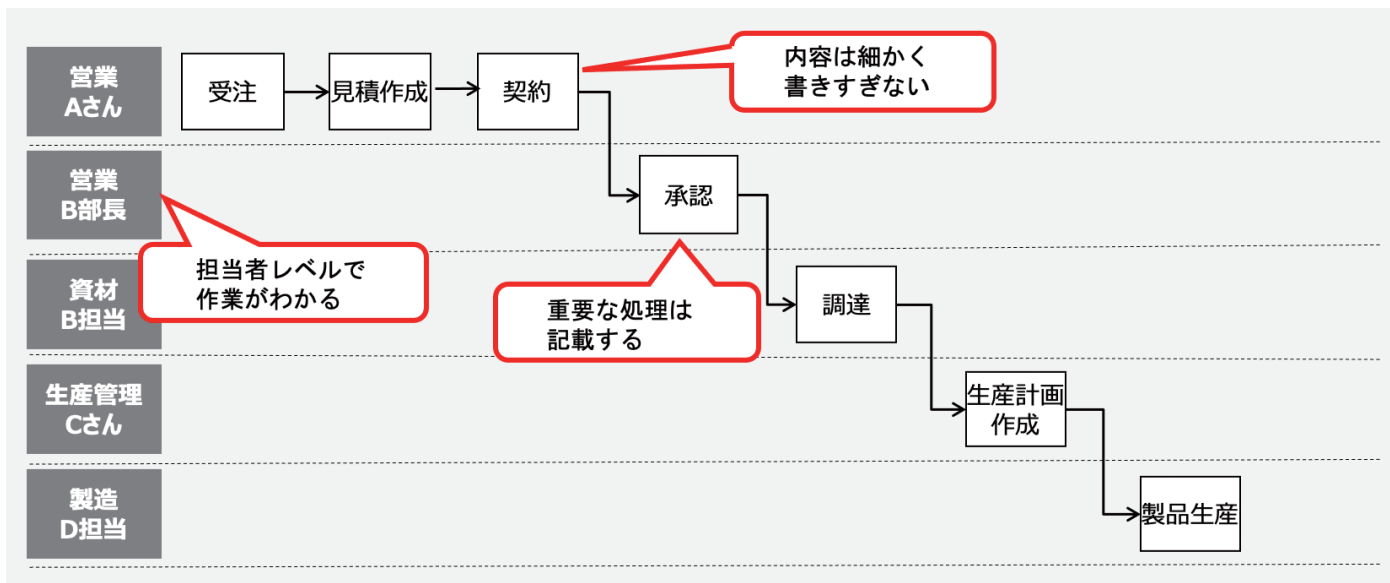 営業
Aさん
受注
見積作成
契約
内容は細かく
書きすぎない
営業
B部長
承認
担当者レベルで
作業がわかる
資材
B担当
重要な処理は
記載する
調達
生産管理
Cさん
生産計画
作成
製造
D担当
製品生産